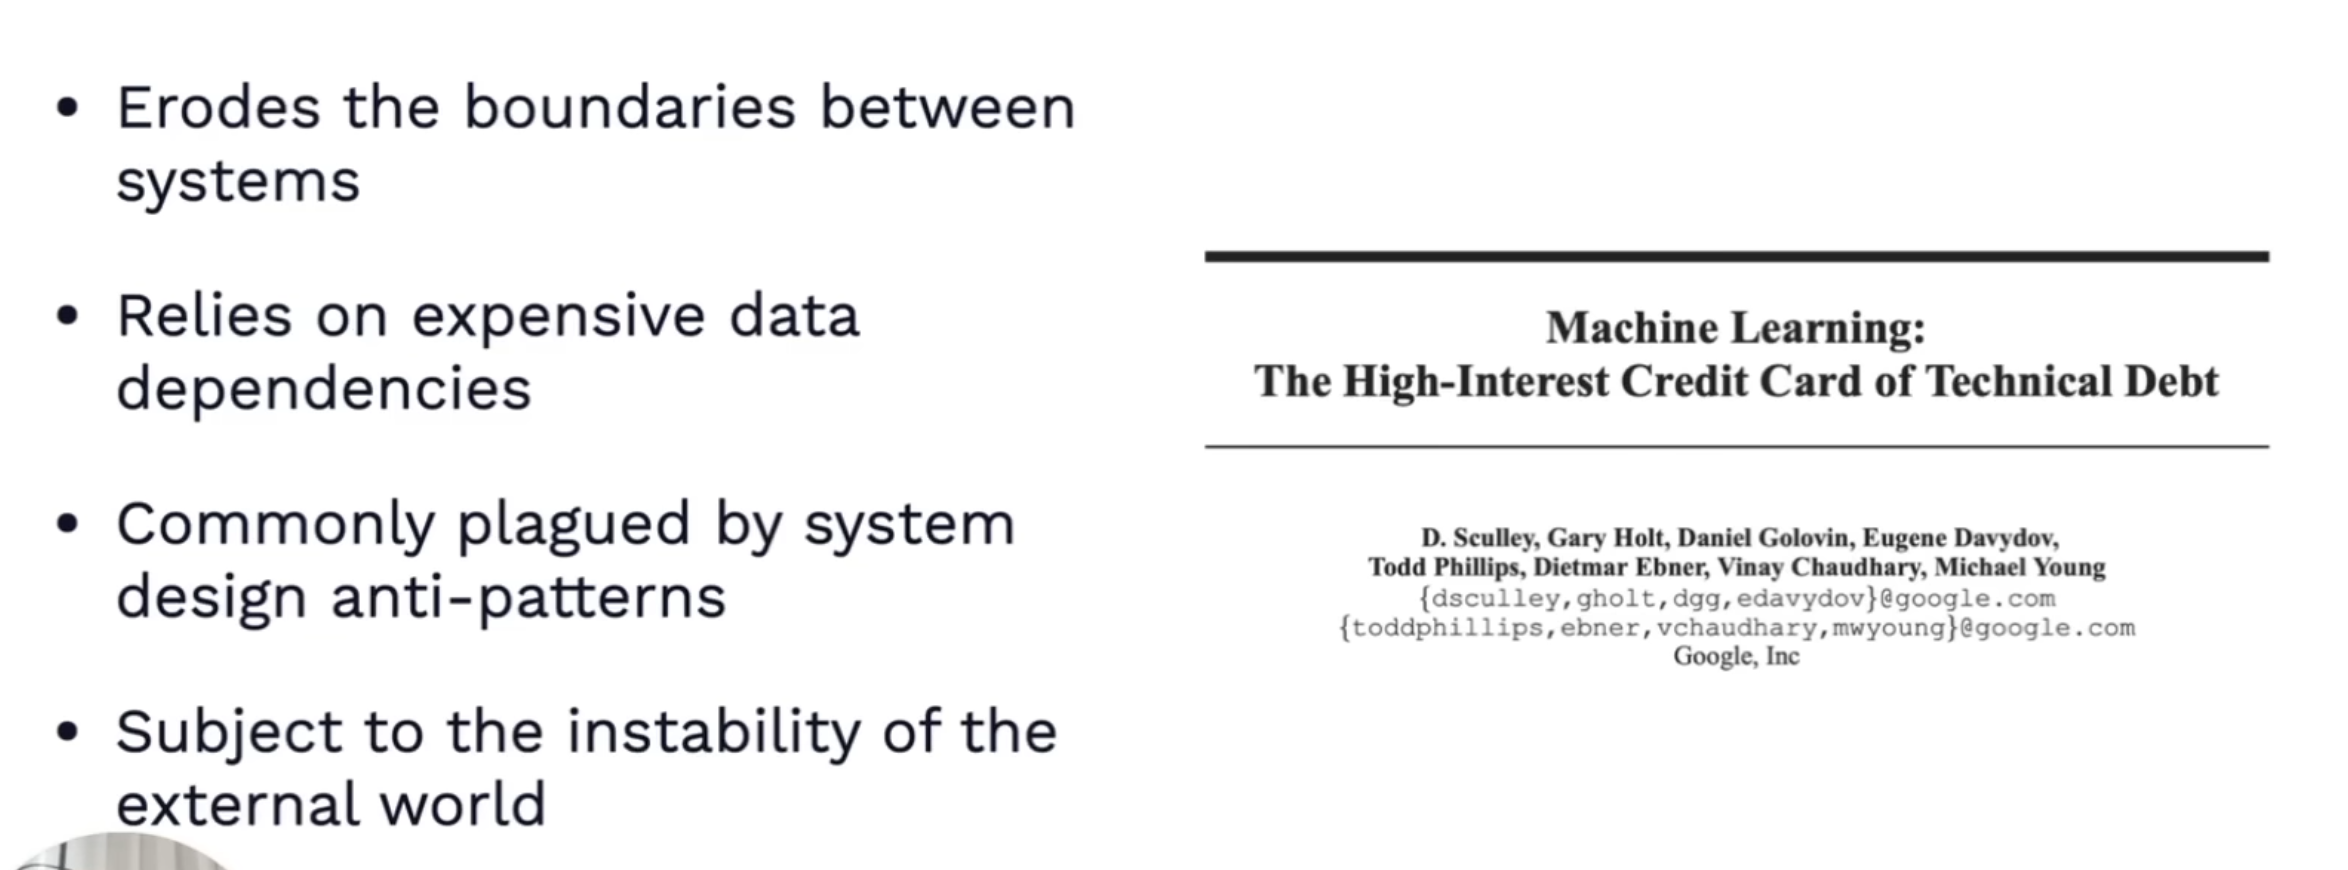 • Erodes the boundaries between
systems
• Relies on expensive data
dependencies
• Commonly plagued by system
design anti-patterns
• Subject to the instability of the
external world
Machine Learning:
The High-Interest Credit Card of Technical Debt
D. Sculley, Gary Holt, Daniel Golovin, Eugene Davydov,
Todd Phillips, Dietmar Ebner, Vinay Chaudhary, Michael Young
{dsculley,gholt,dgg,edavydov}@google.com
{toddphillips,ebner,vchaudhary,mwyoung}@google.com
Google, Inc